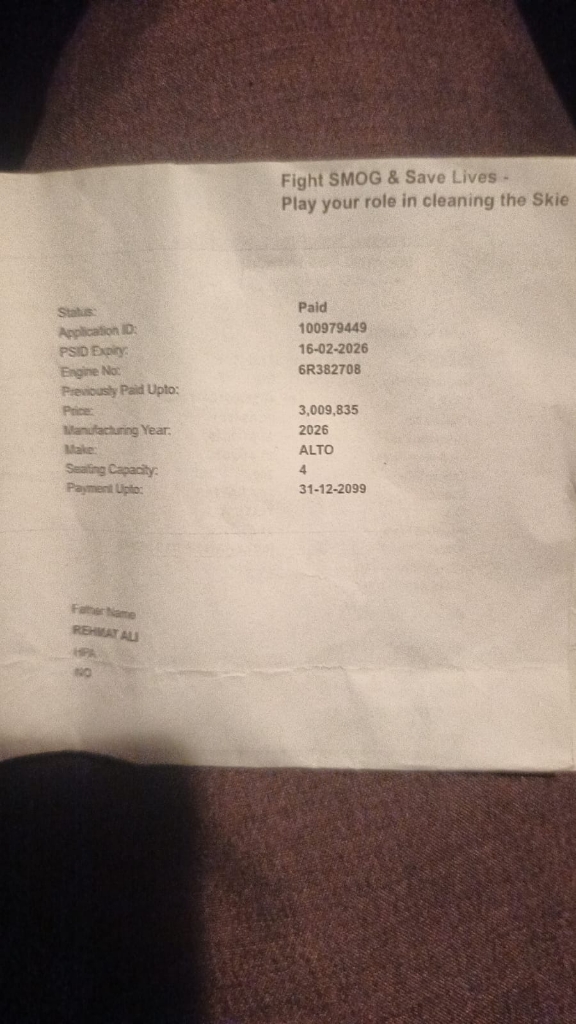 Fight SMOG & Save Lives -
Play your role in cleaning the Skie
Status: Paid
Application ID: 100979449
PSID Expiry: 16-02-2026
Engine No: 6R382708
Previously Paid Upto:
Price: 3,009,835
Manufacturing Year: 2026
Make: ALTO
Seating Capacity: 4
Payment Upto: 31-12-2099
Father Name
REHMAT ALI
HPA
NO